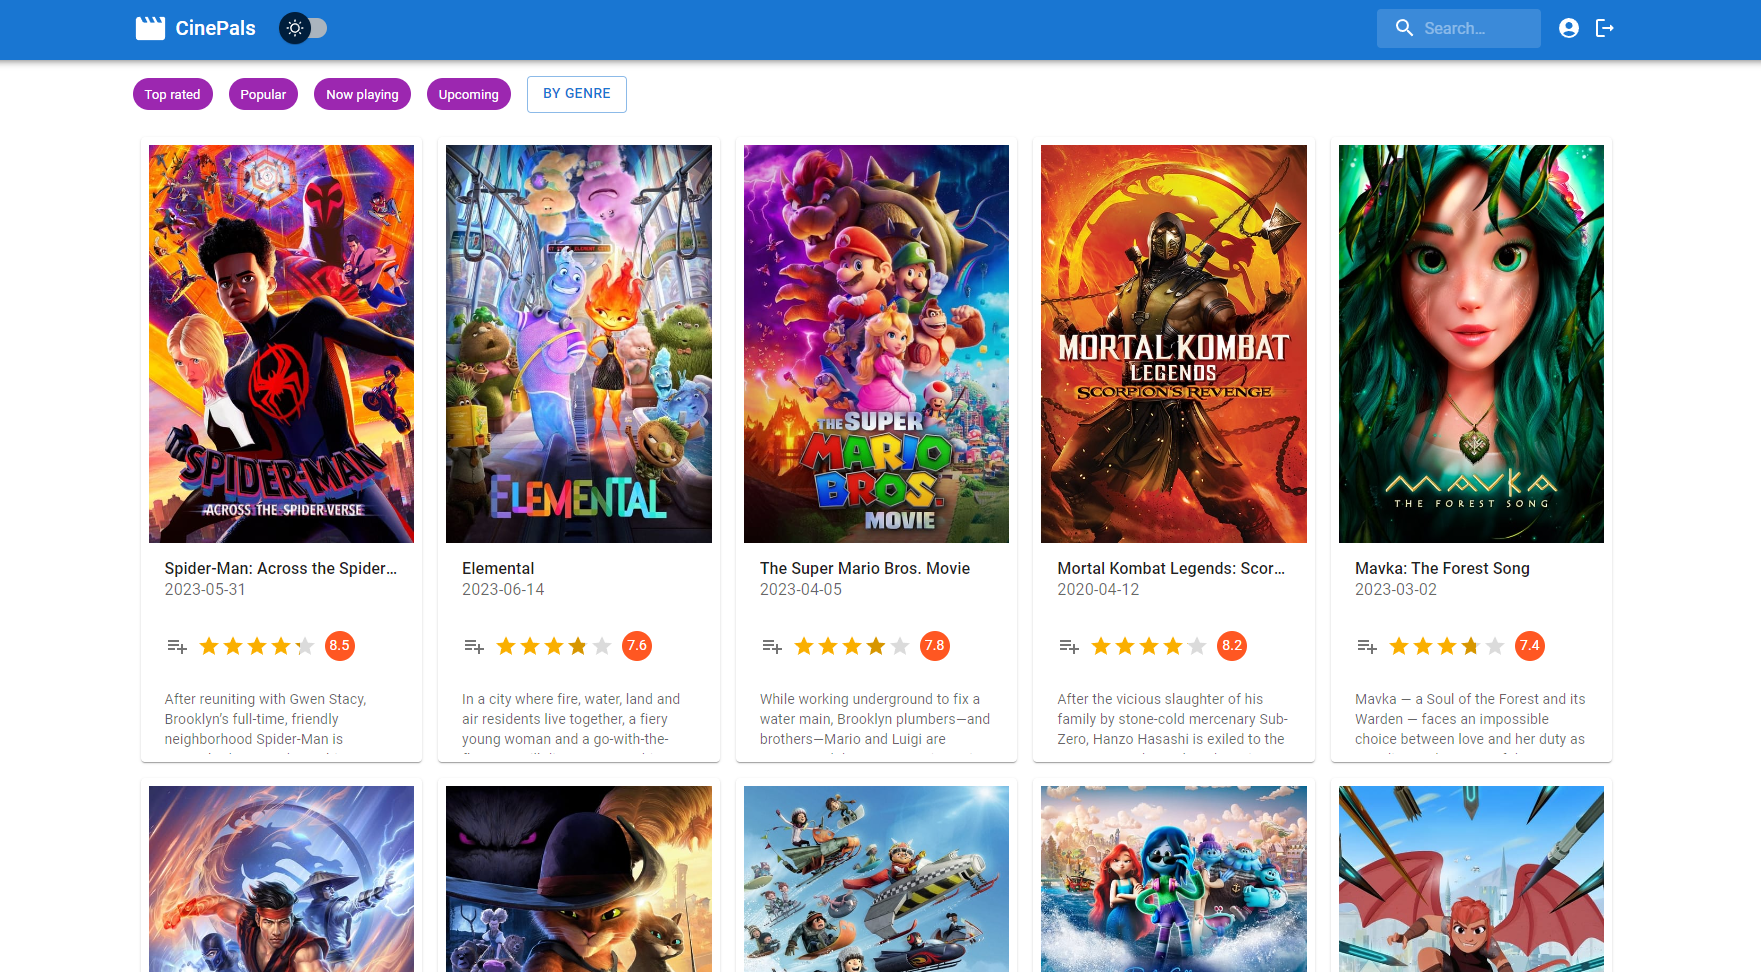 CinePals
Search...
Top rated
Popular
Now playing
Upcoming
BY GENRE
SPIDER-MAN
ACROSS THE SPIDER-VERSE
ELEMENTAL
THE SUPER
MARIO
BROS.
MOVIE
MORTAL KOMBAT
LEGENDS
SCORPION'S REVENGE
MAVKA
THE FOREST SONG
Spider-Man: Across the Spider...
2023-05-31
8.5
After reuniting with Gwen Stacy,
Brooklyn's full-time, friendly
neighborhood Spider-Man is
Elemental
2023-06-14
7.6
In a city where fire, water, land and
air residents live together, a fiery
young woman and a go-with-the-
The Super Mario Bros. Movie
2023-04-05
7.8
While working underground to fix a
water main, Brooklyn plumbers—and
brothers—Mario and Luigi are
Mortal Kombat Legends: Scor...
2020-04-12
8.2
After the vicious slaughter of his
family by stone-cold mercenary Sub-
Zero, Hanzo Hasashi is exiled to the
Mavka: The Forest Song
2023-03-02
7.4
Mavka — a Soul of the Forest and its
Warden — faces an impossible
choice between love and her duty as